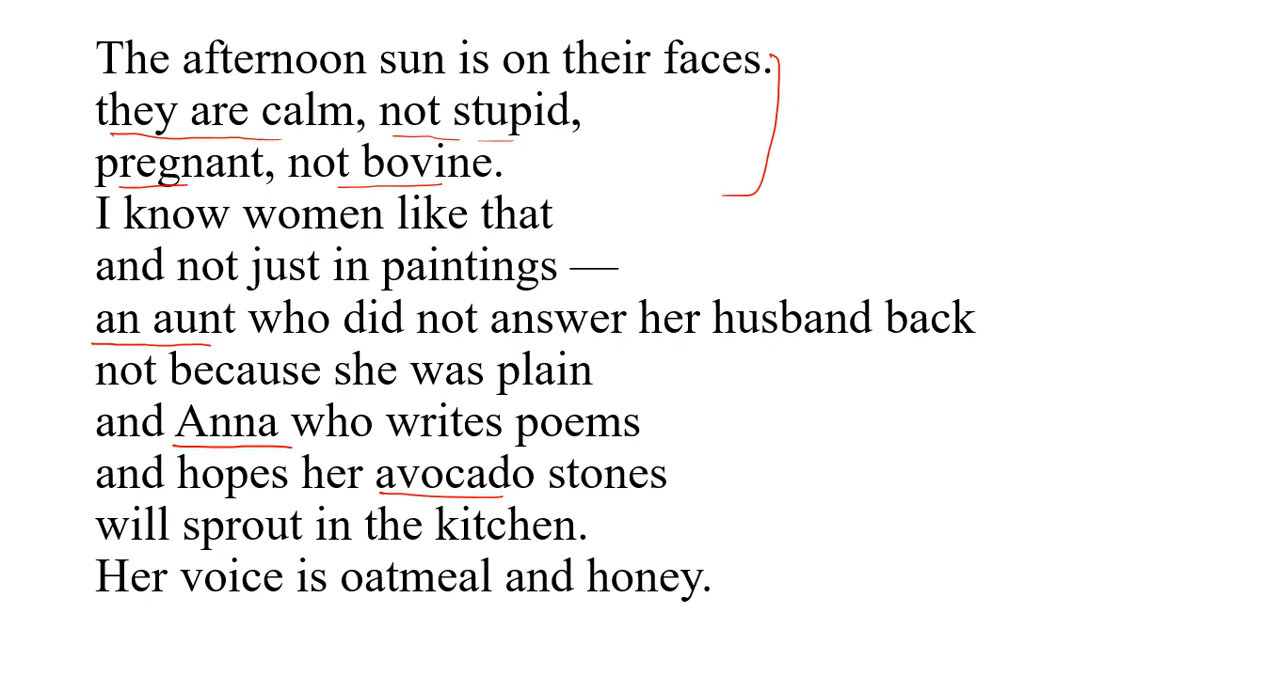 The afternoon sun is on their faces.
they are calm, not stupid,
pregnant, not bovine.
I know women like that
and not just in paintings —
an aunt who did not answer her husband back
not because she was plain
and Anna who writes poems
and hopes her avocado stones
will sprout in the kitchen.
Her voice is oatmeal and honey.